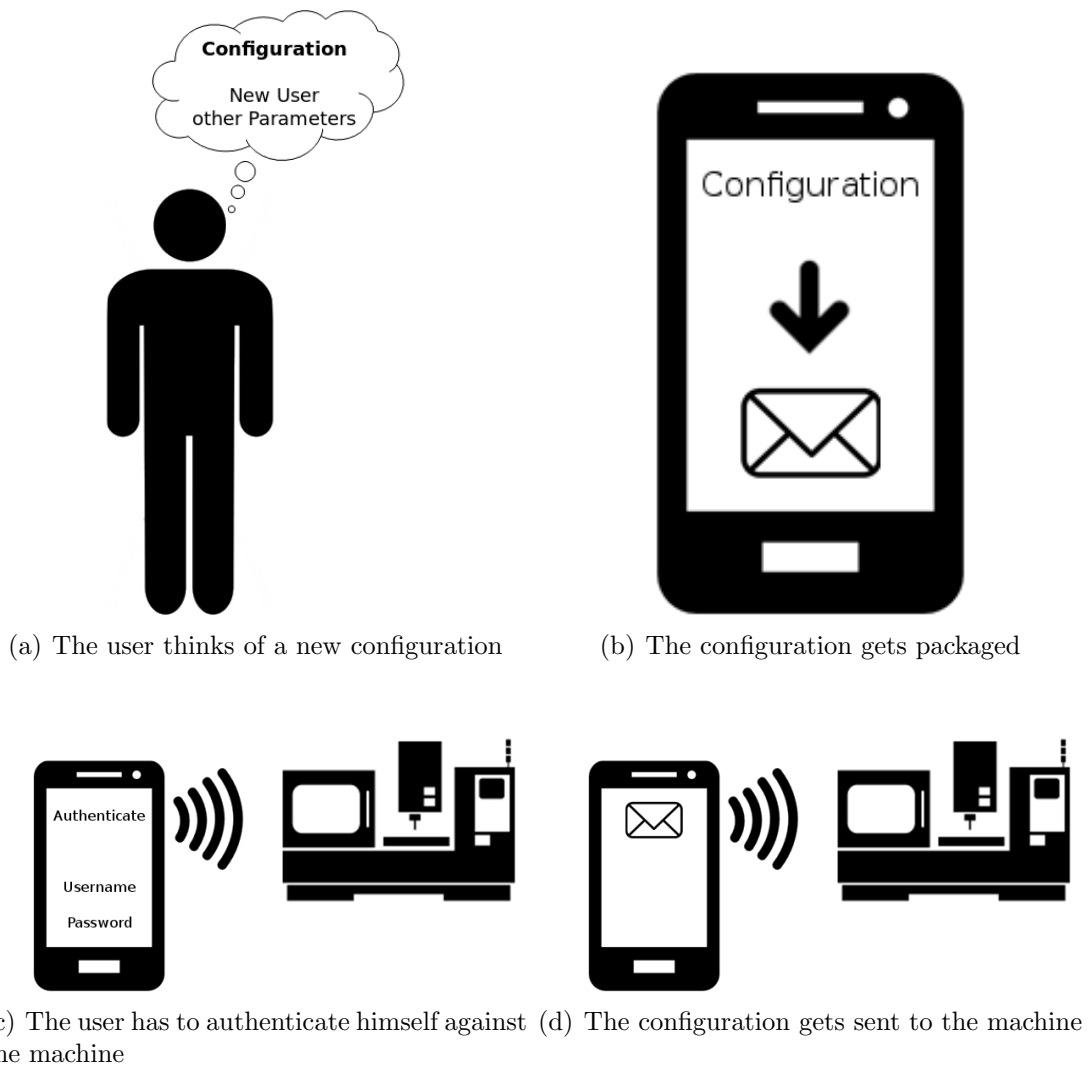 Configuration
New User
other Parameters
Configuration
(a) The user thinks of a new configuration
(b) The configuration gets packaged
Authenticate
Username
Password
c) The user has to authenticate himself against
he machine
(d) The configuration gets sent to the machine